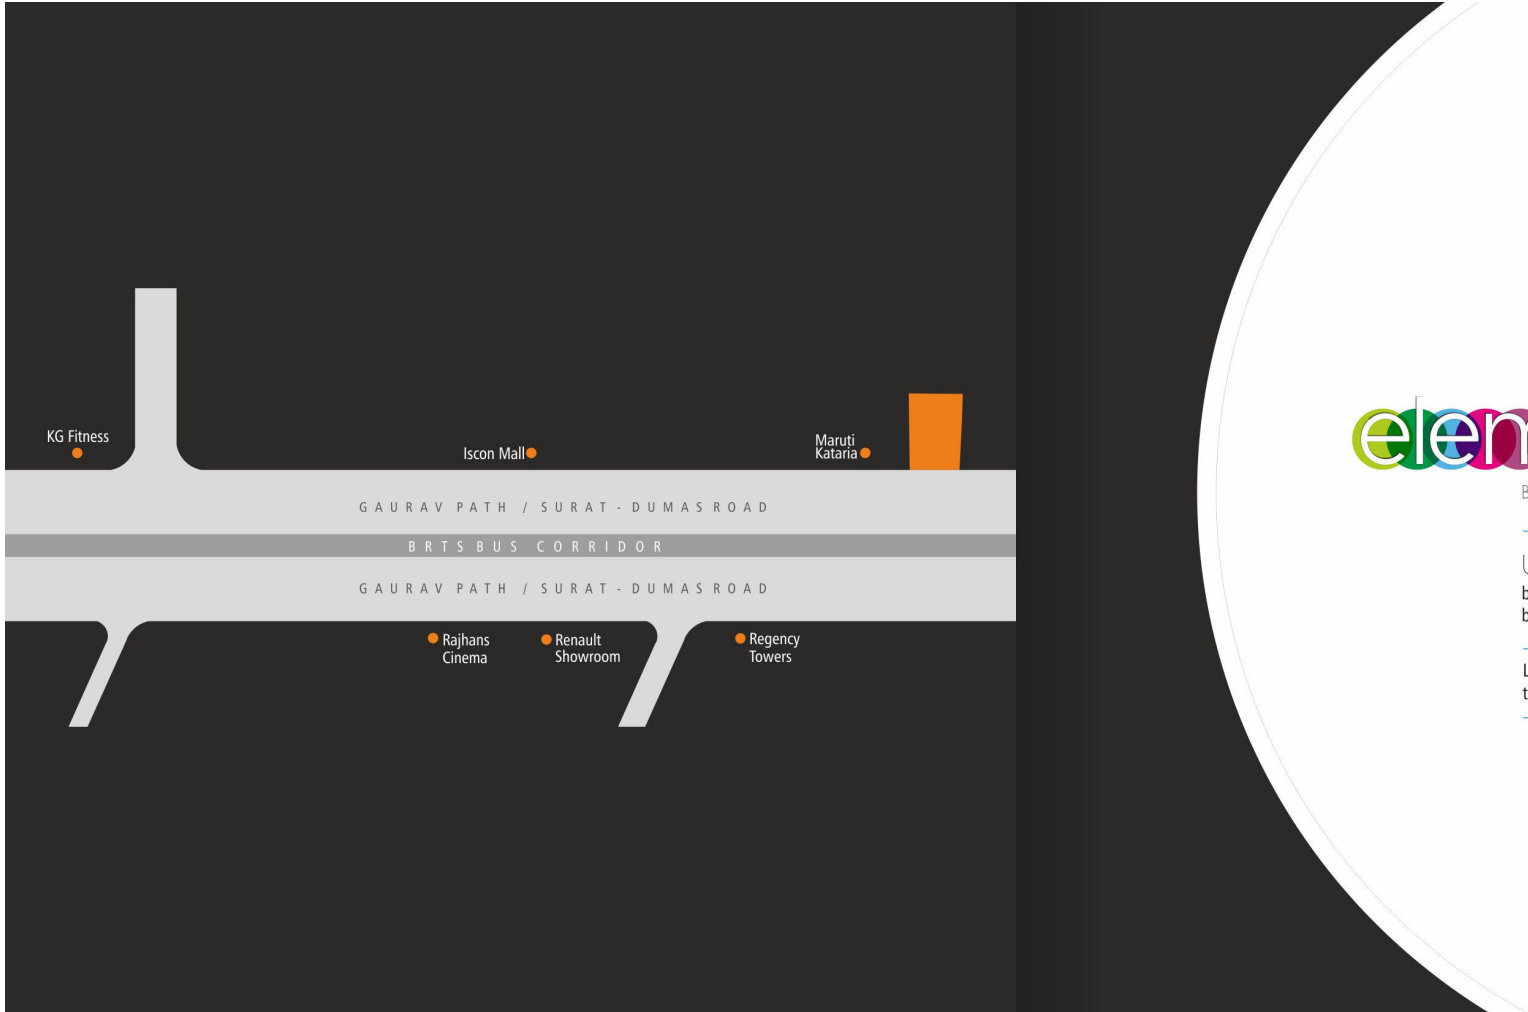 KG Fitness
Iscon Mall
Maruti
Kataria
GAURAV PATH / SURAT - DUMAS ROAD
BRTS BUS CORRIDOR
GAURAV PATH / SURAT - DUMAS ROAD
Rajhans
Cinema
Renault
Showroom
Regency
Towers